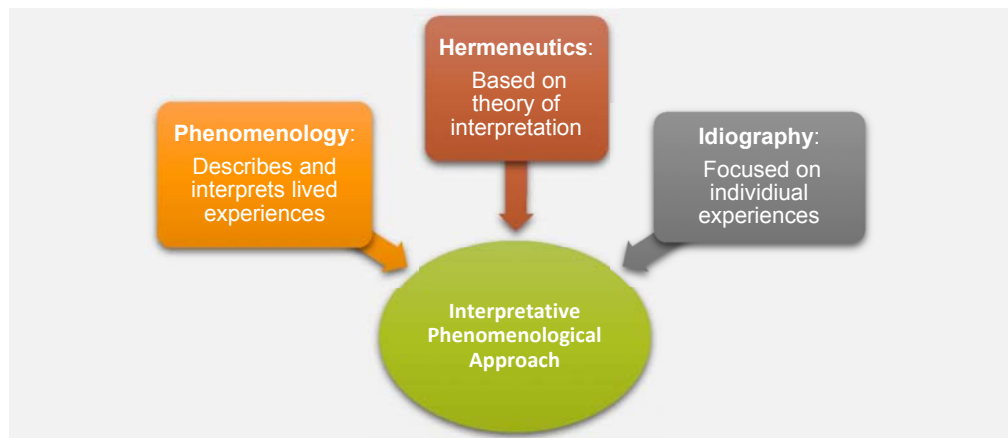 Hermeneutics:
Based on
theory of
interpretation
Phenomenology:
Describes and
interprets lived
experiences
Idiography:
Focused on
individiual
experiences
Interpretative
Phenomenological
Approach